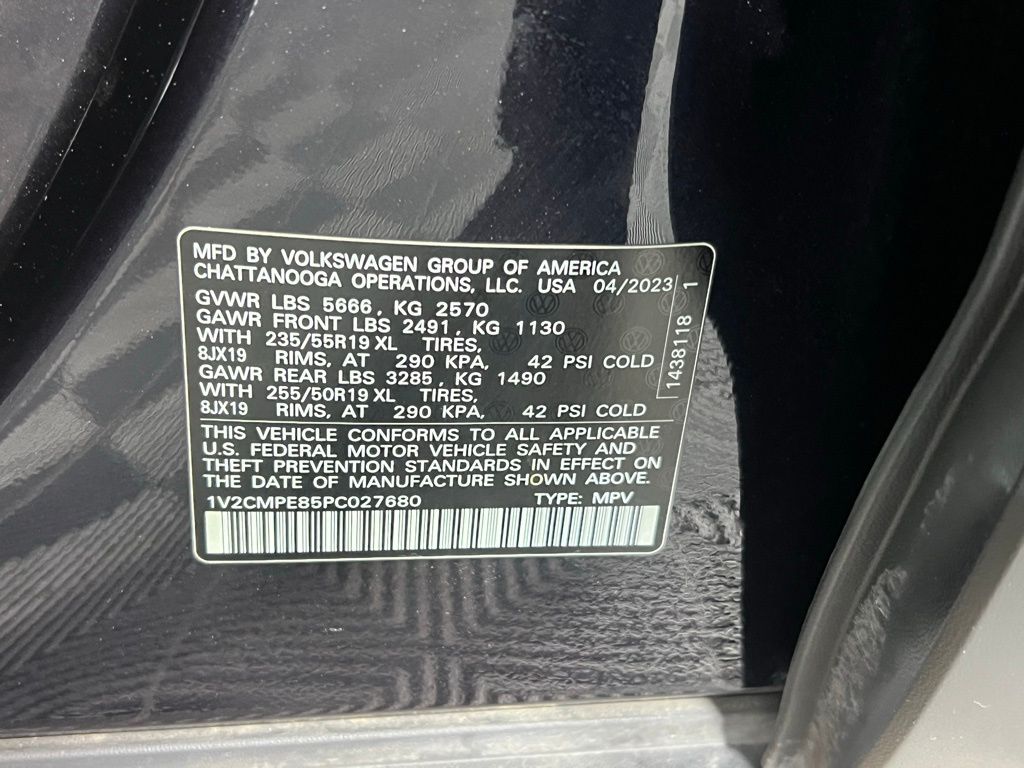 MFD BY VOLKSWAGEN GROUP OF AMERICA
CHATTANOOGA OPERATIONS, LLC. USA 04/2023
GVWR LBS 5666, KG 2570
GAWR FRONT LBS 2491, KG 1130
WITH 235/55R19 XL TIRES,
8JX19 RIMS, AT 290 KPA, 42 PSI COLD
GAWR REAR LBS 3285, KG 1490
WITH 255/50R19 XL TIRES,
8JX19 RIMS, AT 290 KPA, 42 PSI COLD
THIS VEHICLE CONFORMS TO ALL APPLICABLE
U.S. FEDERAL MOTOR VEHICLE SAFETY AND
THEFT PREVENTION STANDARDS IN EFFECT ON
THE DATE OF MANUFACTURE SHOWN ABOVE.
1V2CMPE85PC027680 TYPE: MPV
1438118 1